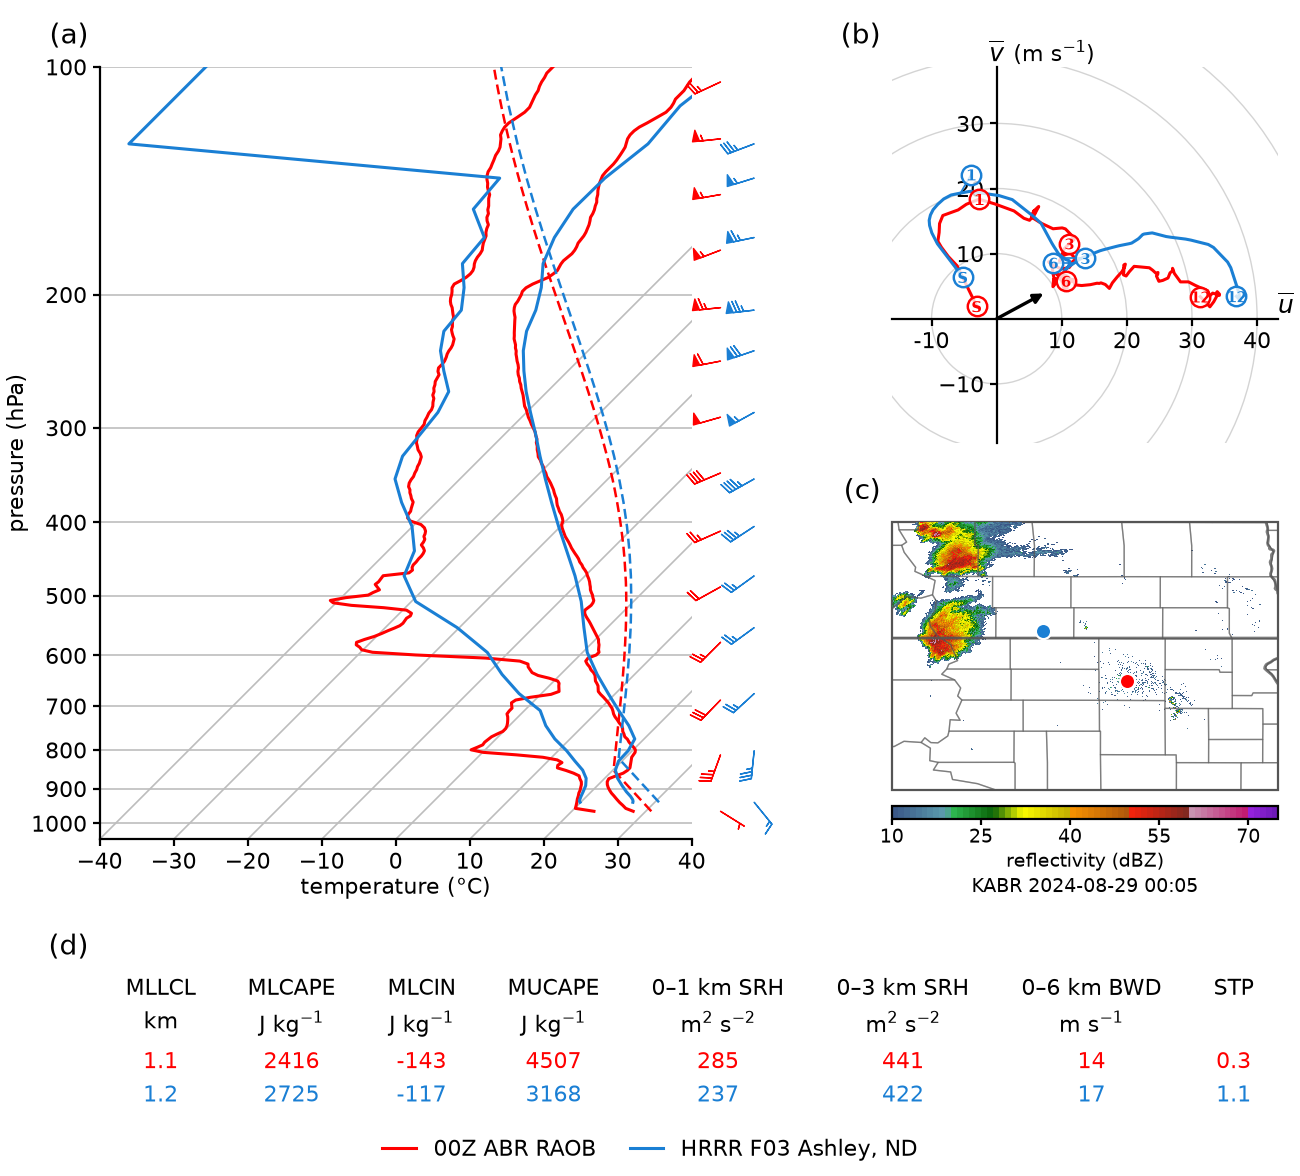 (a)
100
200
300
400
500
600
700
800
900
1000
pressure (hPa)
−40 −30 −20 −10 0 10 20 30 40
temperature (°C)
(b)
v (m s−1)
30
20
10
−10
-10 10 20 30 40
u
1
1
3
3
6
6
S
S
12
12
(c)
10 25 40 55 70
reflectivity (dBZ)
KABR 2024-08-29 00:05
(d)
MLLCL MLCAPE MLCIN MUCAPE 0–1 km SRH 0–3 km SRH 0–6 km BWD STP
km J kg−1 J kg−1 J kg−1 m2 s−2 m2 s−2 m s−1
1.1 2416 -143 4507 285 441 14 0.3
1.2 2725 -117 3168 237 422 17 1.1
00Z ABR RAOB HRRR F03 Ashley, ND